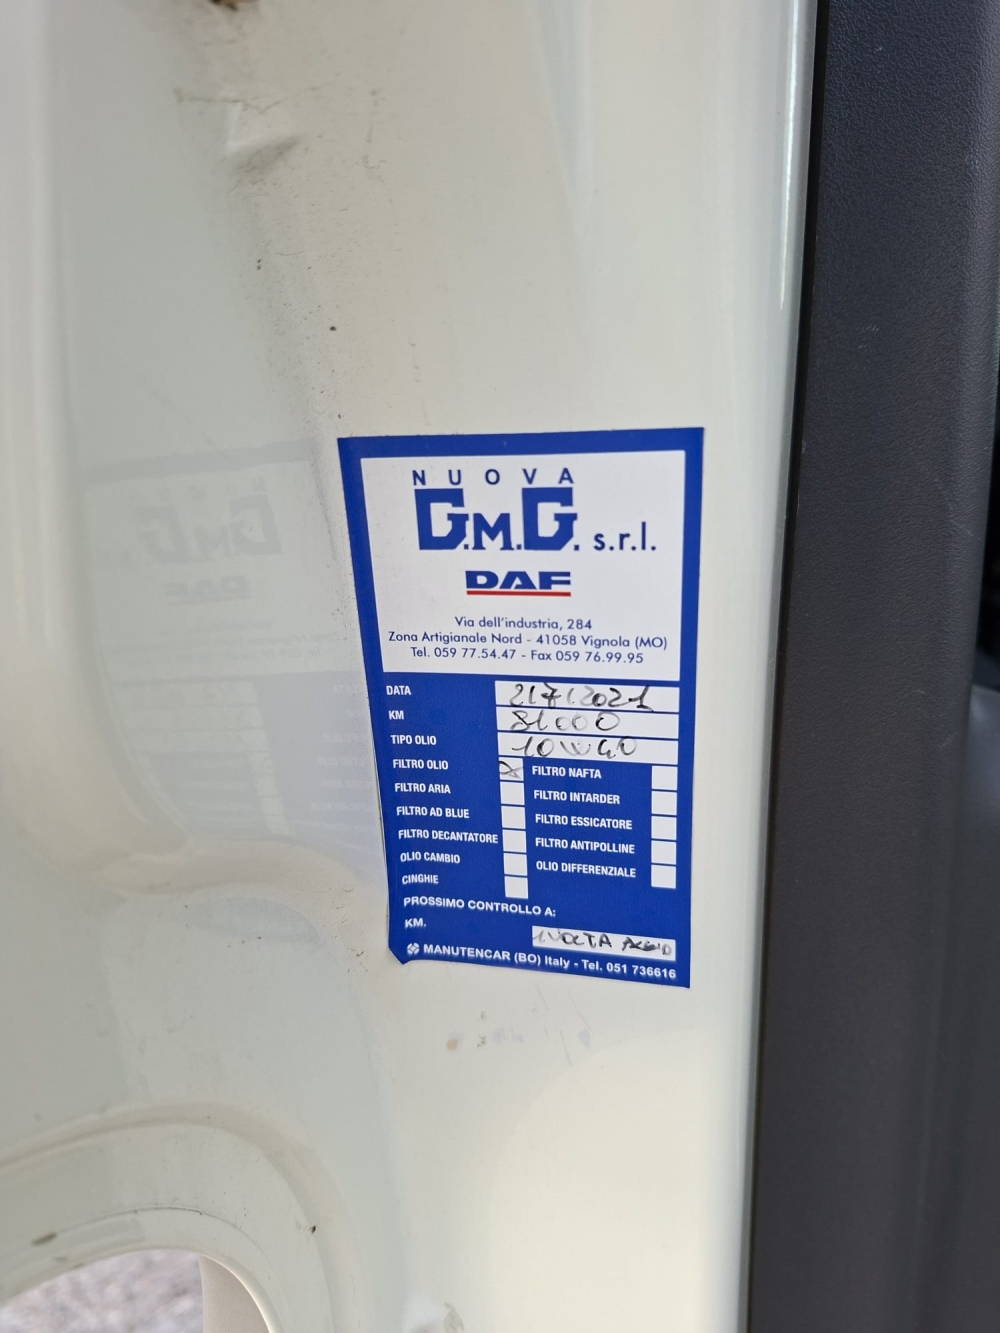 NUOVA
G.M.G. s.r.l.
DAF
Via dell'industria, 284
Zona Artigianale Nord - 41058 Vignola (MO)
Tel. 059 77.54.47 - Fax 059 76.99.95
DATA 21712021
KM 81000
TIPO OLIO 10W40
FILTRO OLIO X FILTRO NAFTA
FILTRO ARIA FILTRO INTARDER
FILTRO AD BLUE FILTRO ESSICATORE
FILTRO DECANTATORE FILTRO ANTIPOLLINE
OLIO CAMBIO OLIO DIFFERENZIALE
CINGHIE
PROSSIMO CONTROLLO A:
KM. 1 VOLTA
MANUTENCAR (BO) Italy - Tel. 051 736616